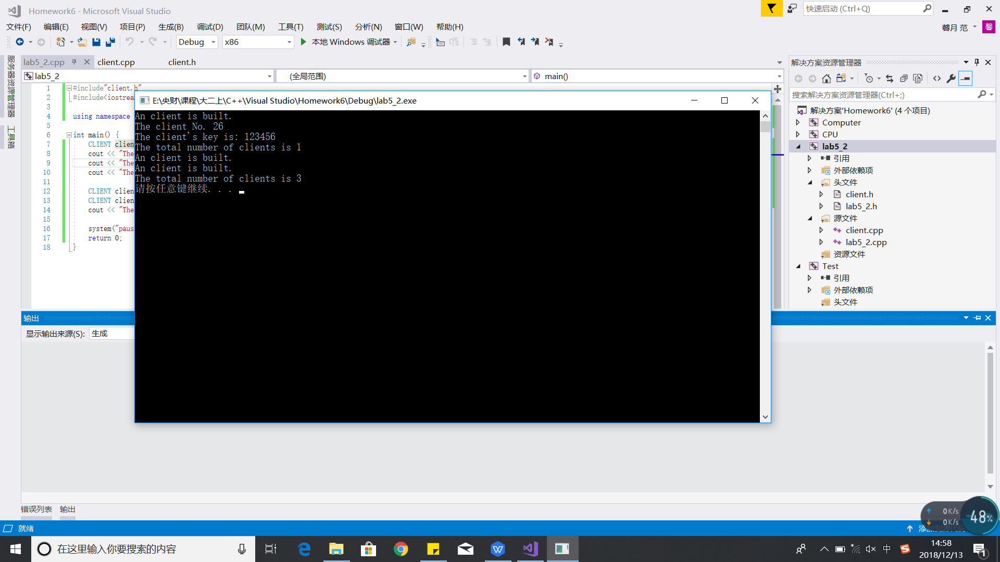 Homework6 - Microsoft Visual Studio
快速启动 (Ctrl+Q)
文件(F) 编辑(E) 视图(V) 项目(P) 生成(B) 调试(D) 团队(M) 工具(T) 测试(S) 分析(N) 窗口(W) 帮助(H)
馨月 范 馨
Debug x86 本地 Windows 调试器
服务器资源管理器
工具箱
lab5_2.cpp client.cpp client.h
lab5_2 (全局范围) main()
1 #include"client.h"
2 #include<iostrea
3
4 using namespace
5
6 int main() {
7 CLIENT clien
8 cout << "The
9 cout << "The
10 cout << "The
11
12 CLIENT clien
13 CLIENT clien
14 cout << "The
15
16 system("paus
17 return 0;
18 }
E:\央财\课程\大二上\C++\Visual Studio\Homework6\Debug\lab5_2.exe
An client is built.
The client No. 26
The client's key is: 123456
The total number of clients is 1
An client is built.
An client is built.
The total number of clients is 3
请按任意键继续. . .
解决方案资源管理器
搜索解决方案资源管理器(Ctrl+;)
解决方案'Homework6' (4 个项目)
Computer
CPU
lab5_2
引用
外部依赖项
头文件
client.h
lab5_2.h
源文件
client.cpp
lab5_2.cpp
资源文件
Test
引用
外部依赖项
头文件
输出
显示输出来源(S): 生成
错误列表 输出
0K/s
0K/s
48%
就绪
在这里输入你要搜索的内容
中
14:58
2018/12/13
1